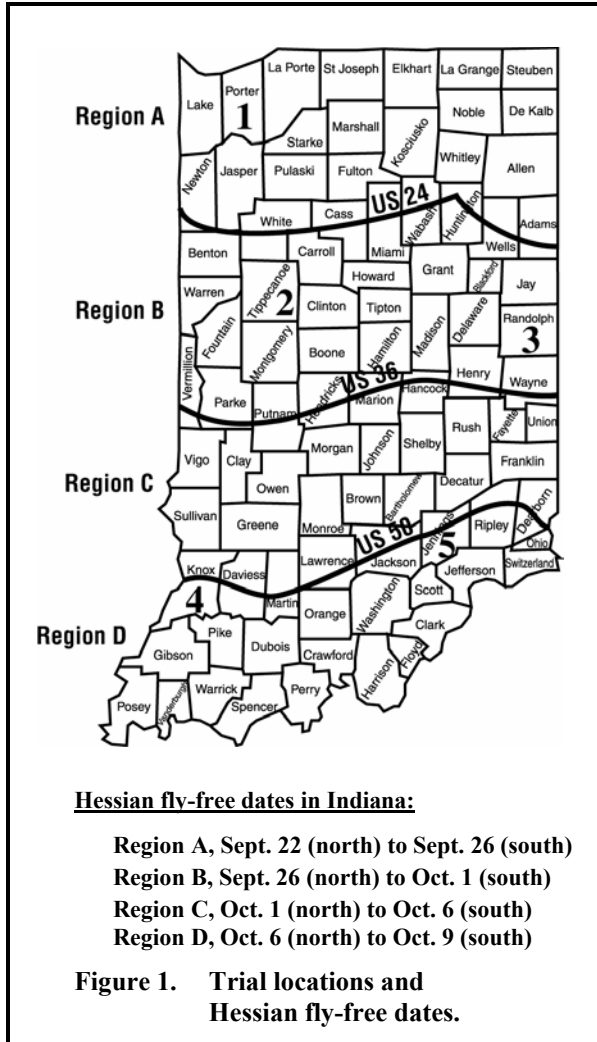 La Porte St Joseph Elkhart La Grange Steuben
Lake Porter
Region A 1
Noble De Kalb
Marshall
Starke Kosciusko
Newton Jasper Pulaski Fulton Whitley Allen
US 24
White Cass Wabash Huntington Adams
Benton Carroll Miami Wells
Howard Grant Blackford Jay
Warren Tippecanoe
Region B 2 Clinton Tipton Randolph
Fountain Madison Delaware 3
Montgomery Boone Hamilton
Vermillion US 36 Henry Wayne
Parke Putnam Hendricks Marion Hancock
Rush Fayette Union
Morgan Johnson Shelby
Vigo Clay Franklin
Region C Owen Decatur
Brown Bartholomew
Sullivan Greene Monroe US 50 Jennings Ripley Dearborn
Ohio
Lawrence Jackson 5 Jefferson Switzerland
Knox Daviess
4 Martin Orange Washington Scott
Region D Pike Clark
Gibson Dubois Crawford Harrison Floyd
Posey Vanderburgh Warrick Spencer Perry
Hessian fly-free dates in Indiana:
Region A, Sept. 22 (north) to Sept. 26 (south)
Region B, Sept. 26 (north) to Oct. 1 (south)
Region C, Oct. 1 (north) to Oct. 6 (south)
Region D, Oct. 6 (north) to Oct. 9 (south)
Figure 1. Trial locations and
Hessian fly-free dates.